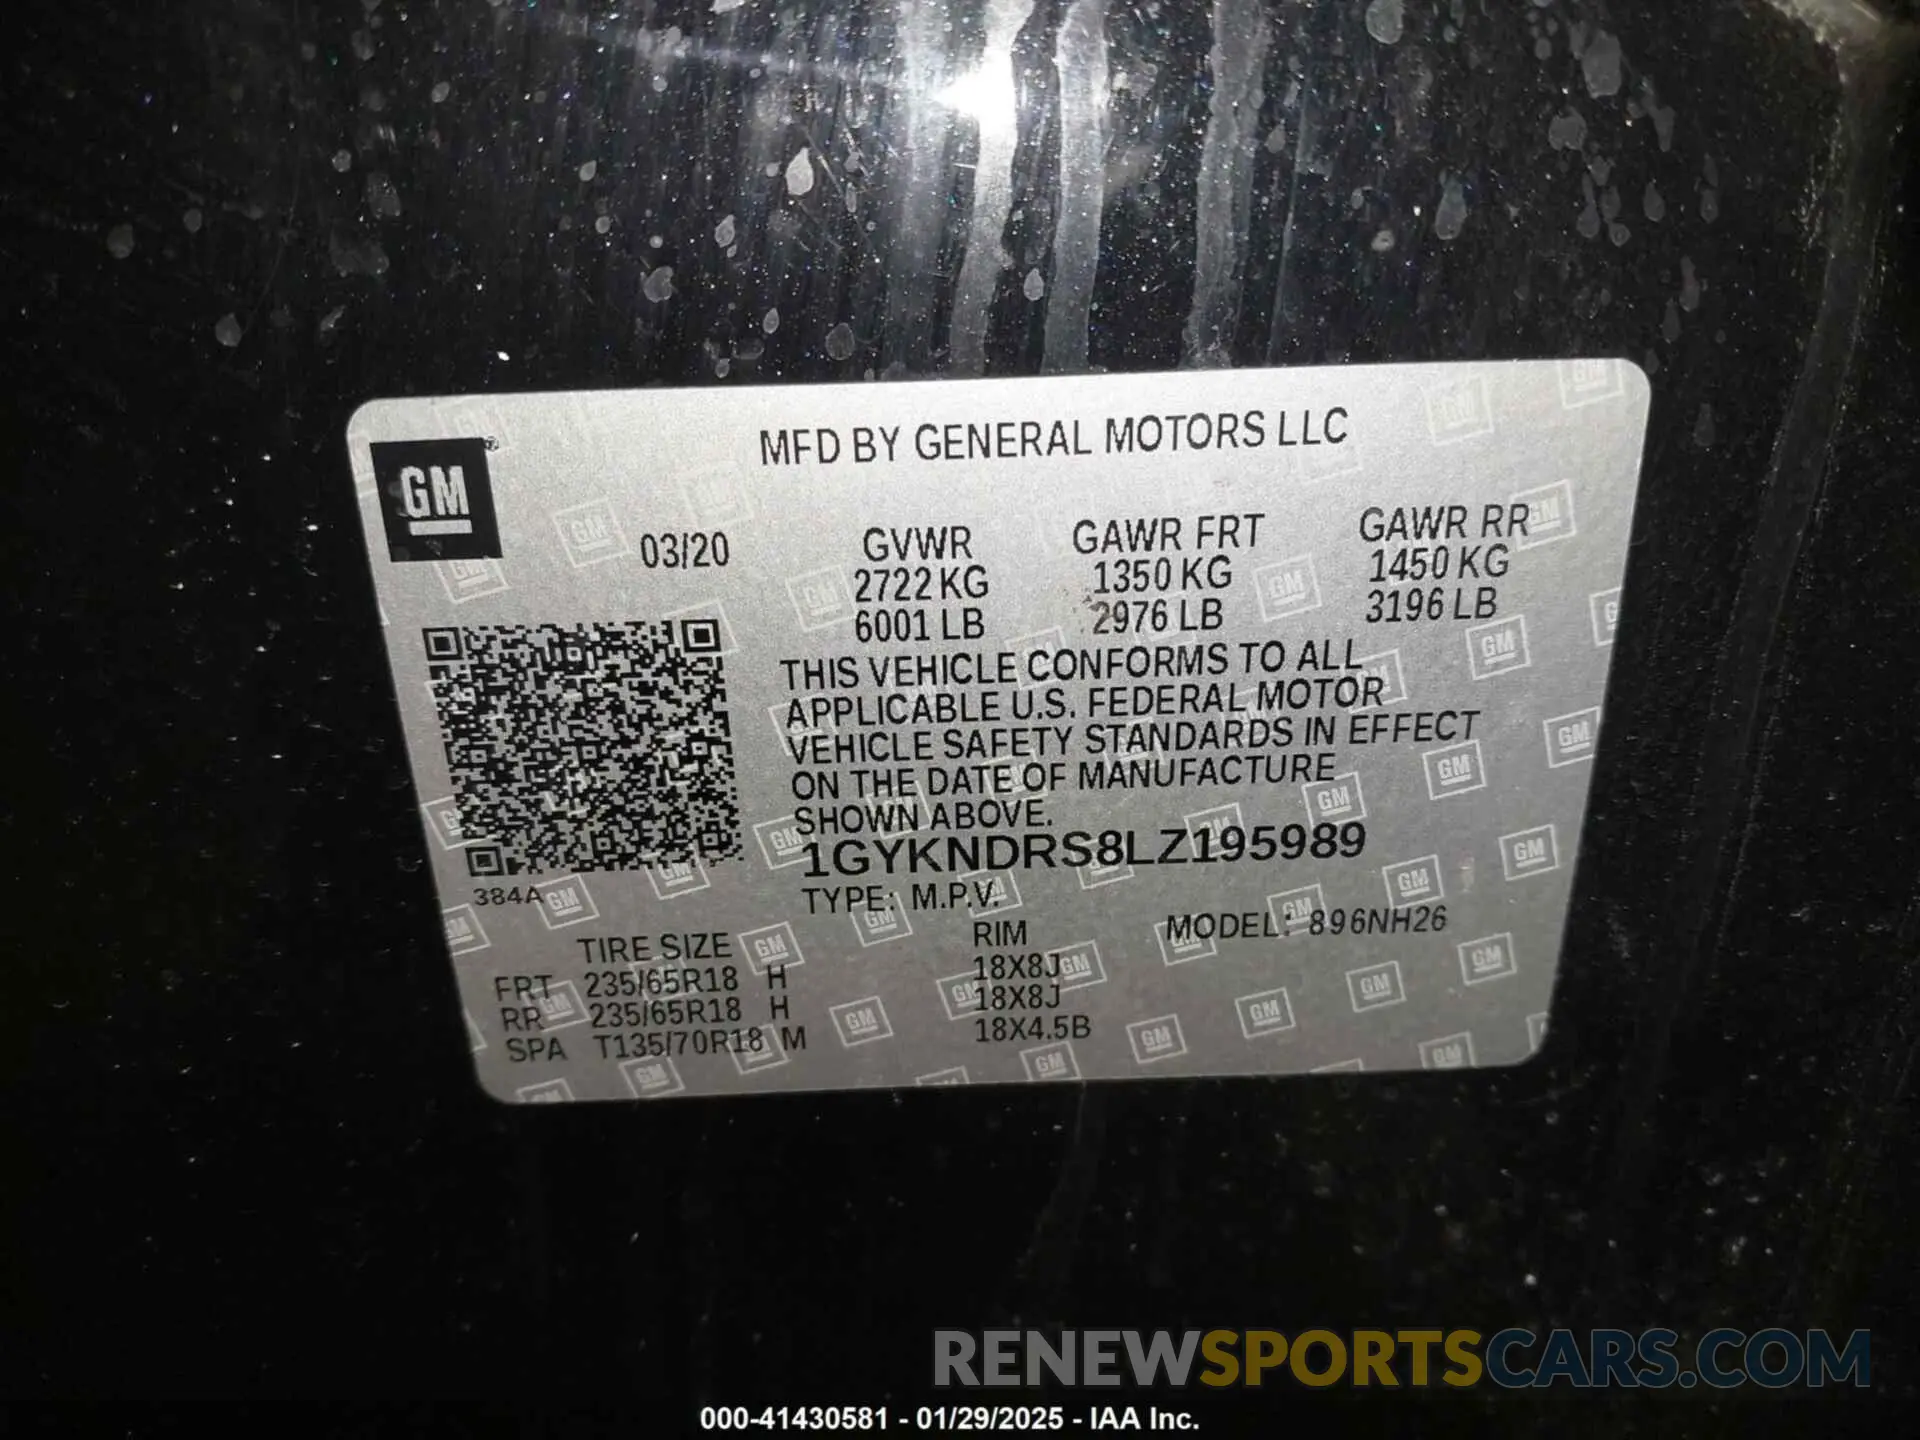 MFD BY GENERAL MOTORS LLC
GM
03/20
GVWR GAWR FRT GAWR RR
2722 KG 1350 KG 1450 KG
6001 LB 2976 LB 3196 LB
THIS VEHICLE CONFORMS TO ALL
APPLICABLE U.S. FEDERAL MOTOR
VEHICLE SAFETY STANDARDS IN EFFECT
ON THE DATE OF MANUFACTURE
SHOWN ABOVE.
1GYKNDRS8LZ195989
384A
TYPE: M.P.V. MODEL: 896NH26
TIRE SIZE RIM
FRT 235/65R18 H 18X8J
RR 235/65R18 H 18X8J
SPA T135/70R18 M 18X4.5B
RENEWSPORTSCARS.COM
000-41430581 - 01/29/2025 - IAA Inc.